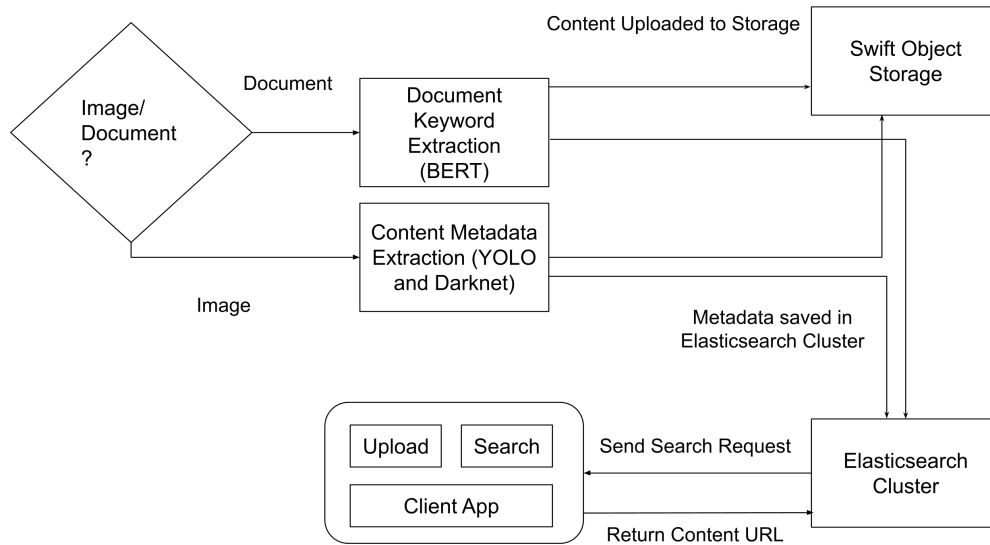 Content Uploaded to Storage
Swift Object
Storage
Document
Image/
Document
?
Document
Keyword
Extraction
(BERT)
Content Metadata
Extraction (YOLO
and Darknet)
Image
Metadata saved in
Elasticsearch Cluster
Upload
Search
Client App
Send Search Request
Elasticsearch
Cluster
Return Content URL